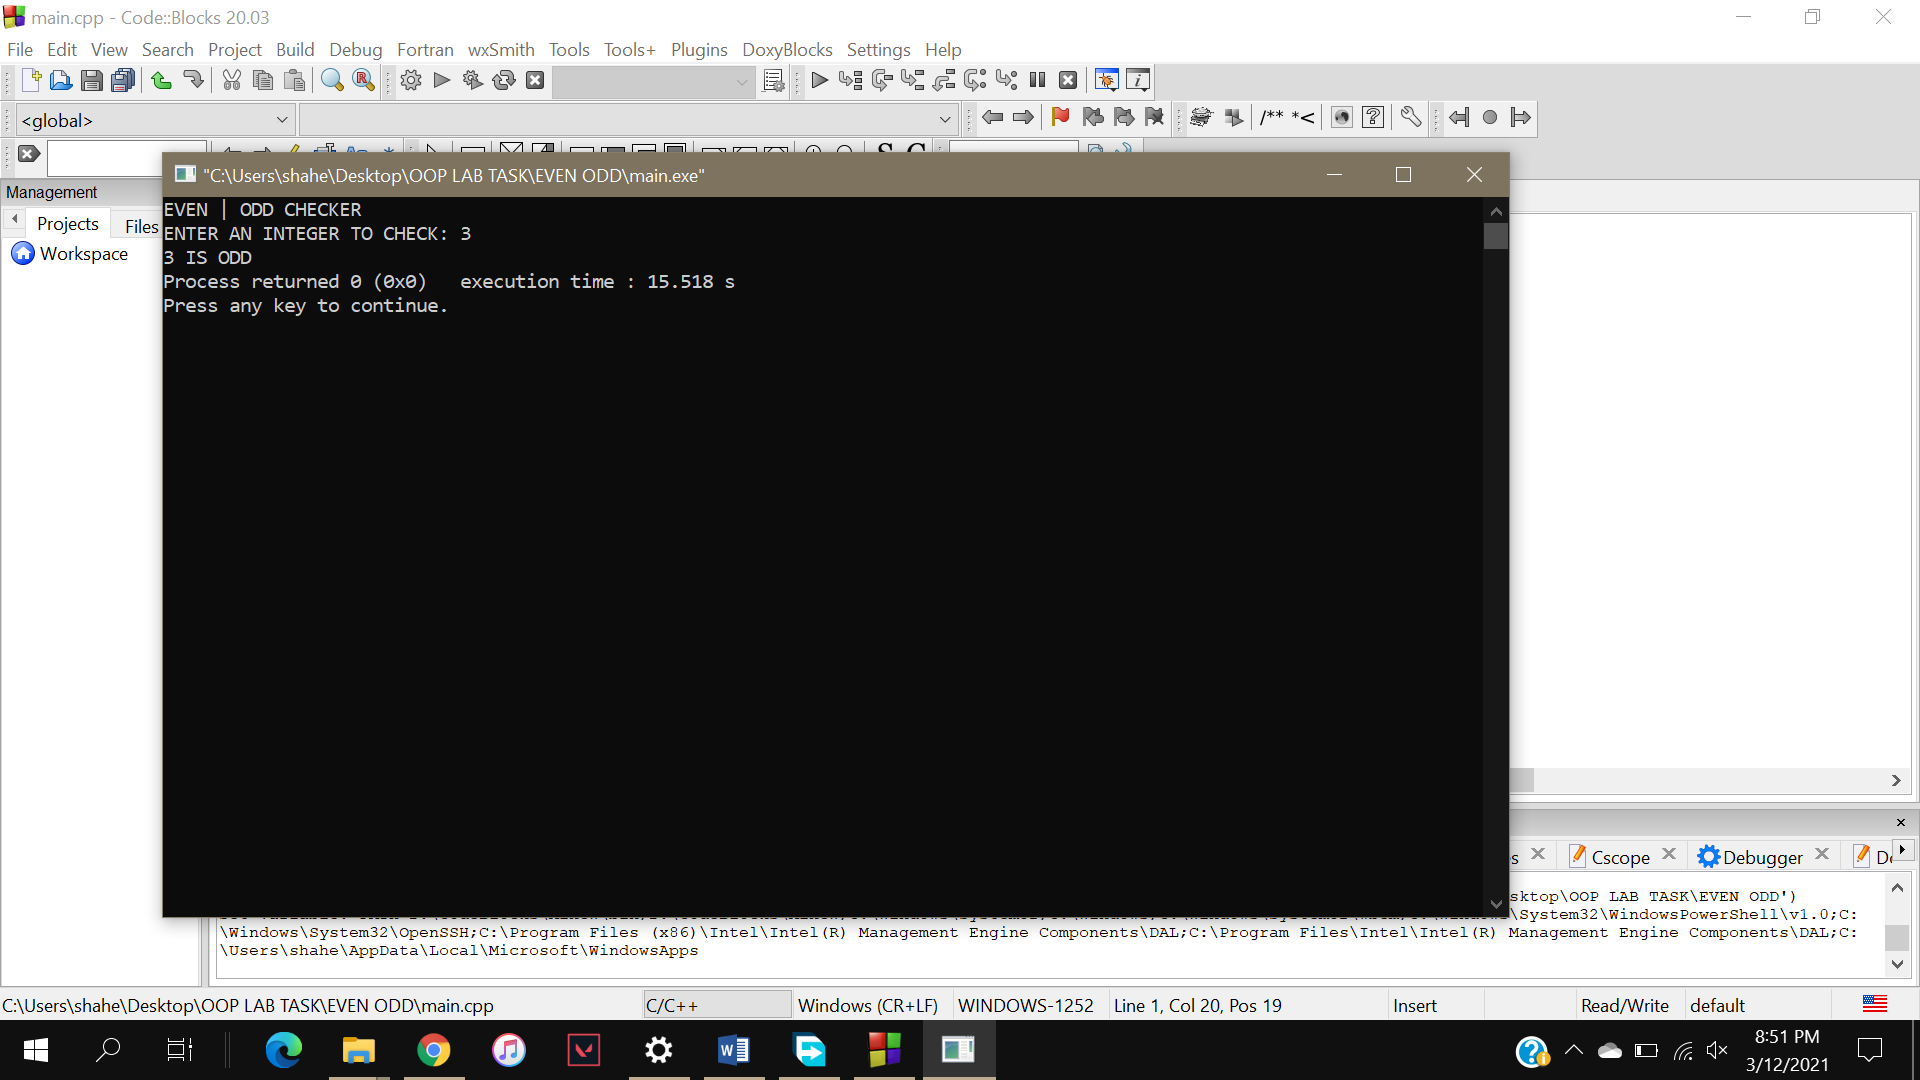 main.cpp - Code::Blocks 20.03
File Edit View Search Project Build Debug Fortran wxSmith Tools Tools+ Plugins DoxyBlocks Settings Help
<global>
/** *<
"C:\Users\shahe\Desktop\OOP LAB TASK\EVEN ODD\main.exe"
Management
Projects Files
Workspace
EVEN | ODD CHECKER
ENTER AN INTEGER TO CHECK: 3
3 IS ODD
Process returned 0 (0x0)   execution time : 15.518 s
Press any key to continue.
Cscope Debugger
sktop\OOP LAB TASK\EVEN ODD')
\System32\WindowsPowerShell\v1.0;C:
\Windows\System32\OpenSSH;C:\Program Files (x86)\Intel\Intel(R) Management Engine Components\DAL;C:\Program Files\Intel\Intel(R) Management Engine Components\DAL;C:
\Users\shahe\AppData\Local\Microsoft\WindowsApps
C:\Users\shahe\Desktop\OOP LAB TASK\EVEN ODD\main.cpp C/C++ Windows (CR+LF) WINDOWS-1252 Line 1, Col 20, Pos 19 Insert Read/Write default
8:51 PM
3/12/2021